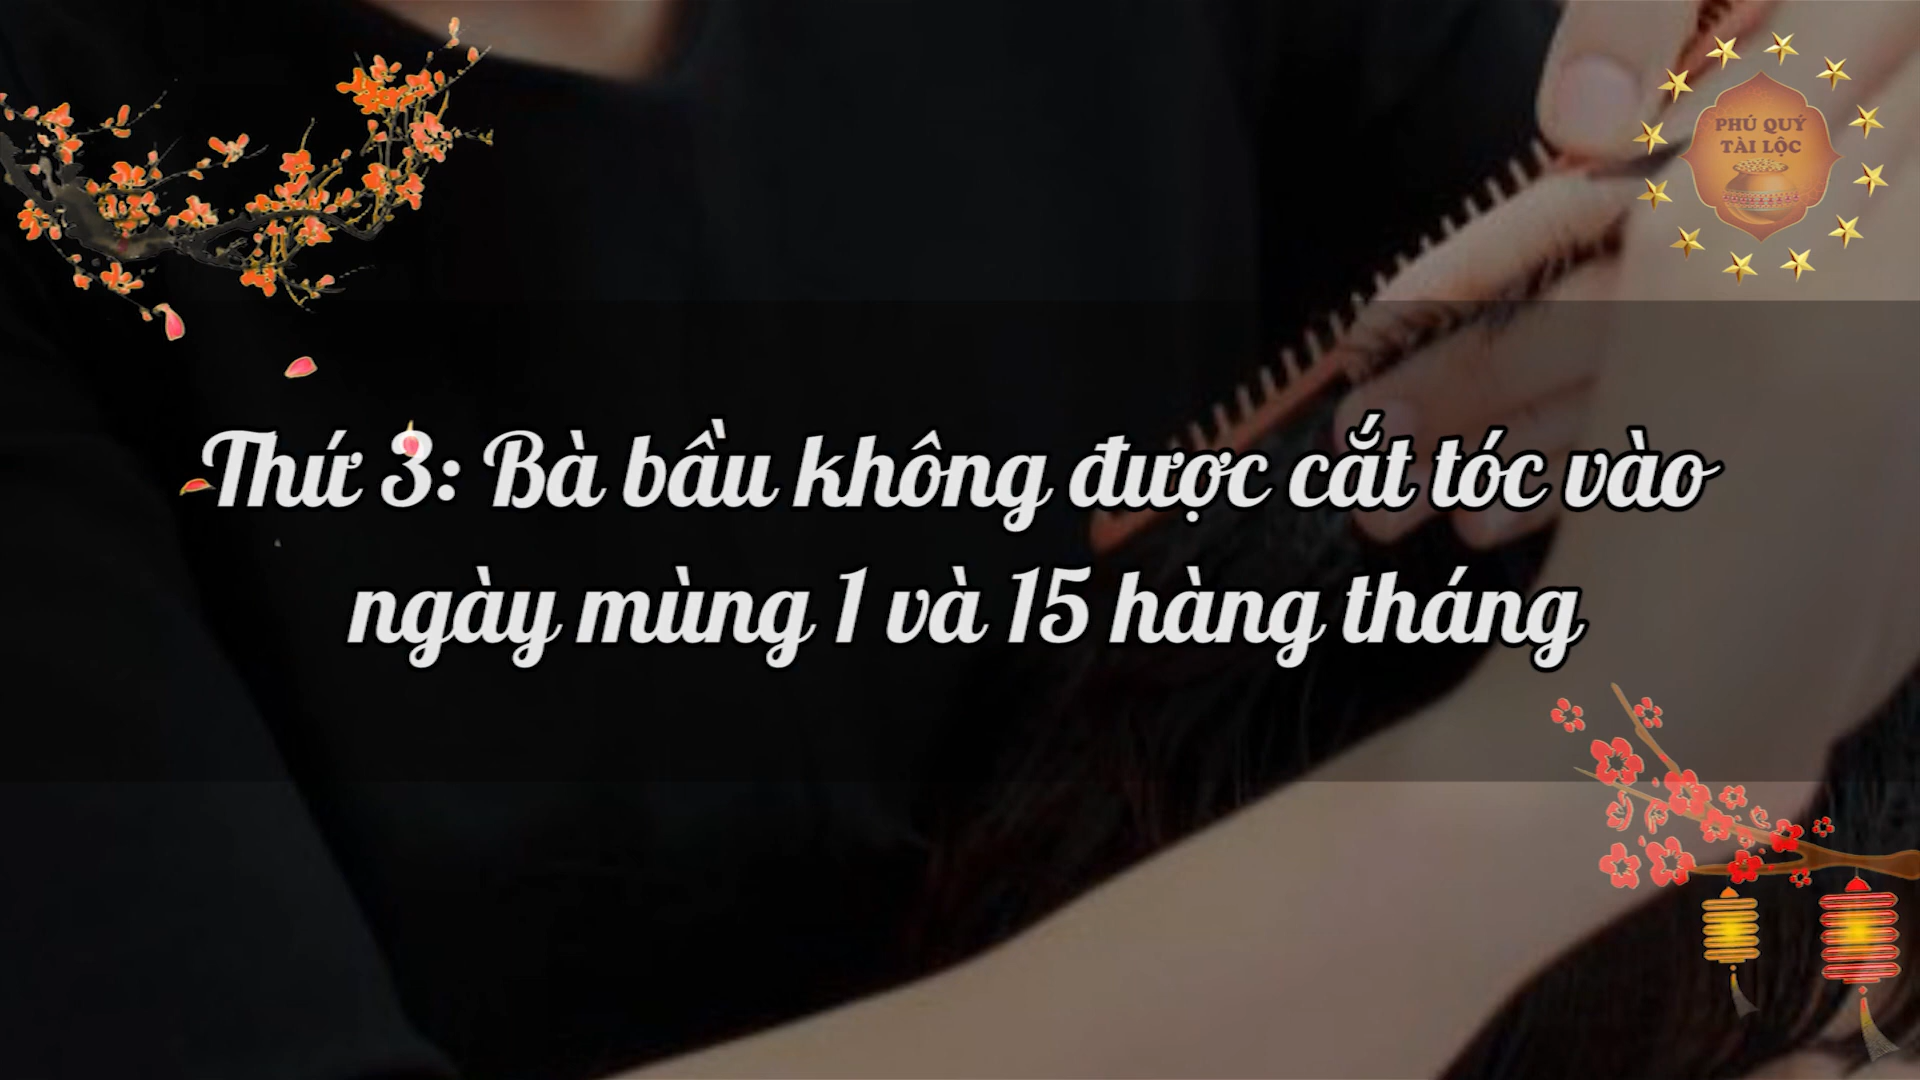 PHÚ QUÝ
TÀI LỘC
Thứ 3: Bà bầu không được cắt tóc vào
ngày mùng 1 và 15 hàng tháng